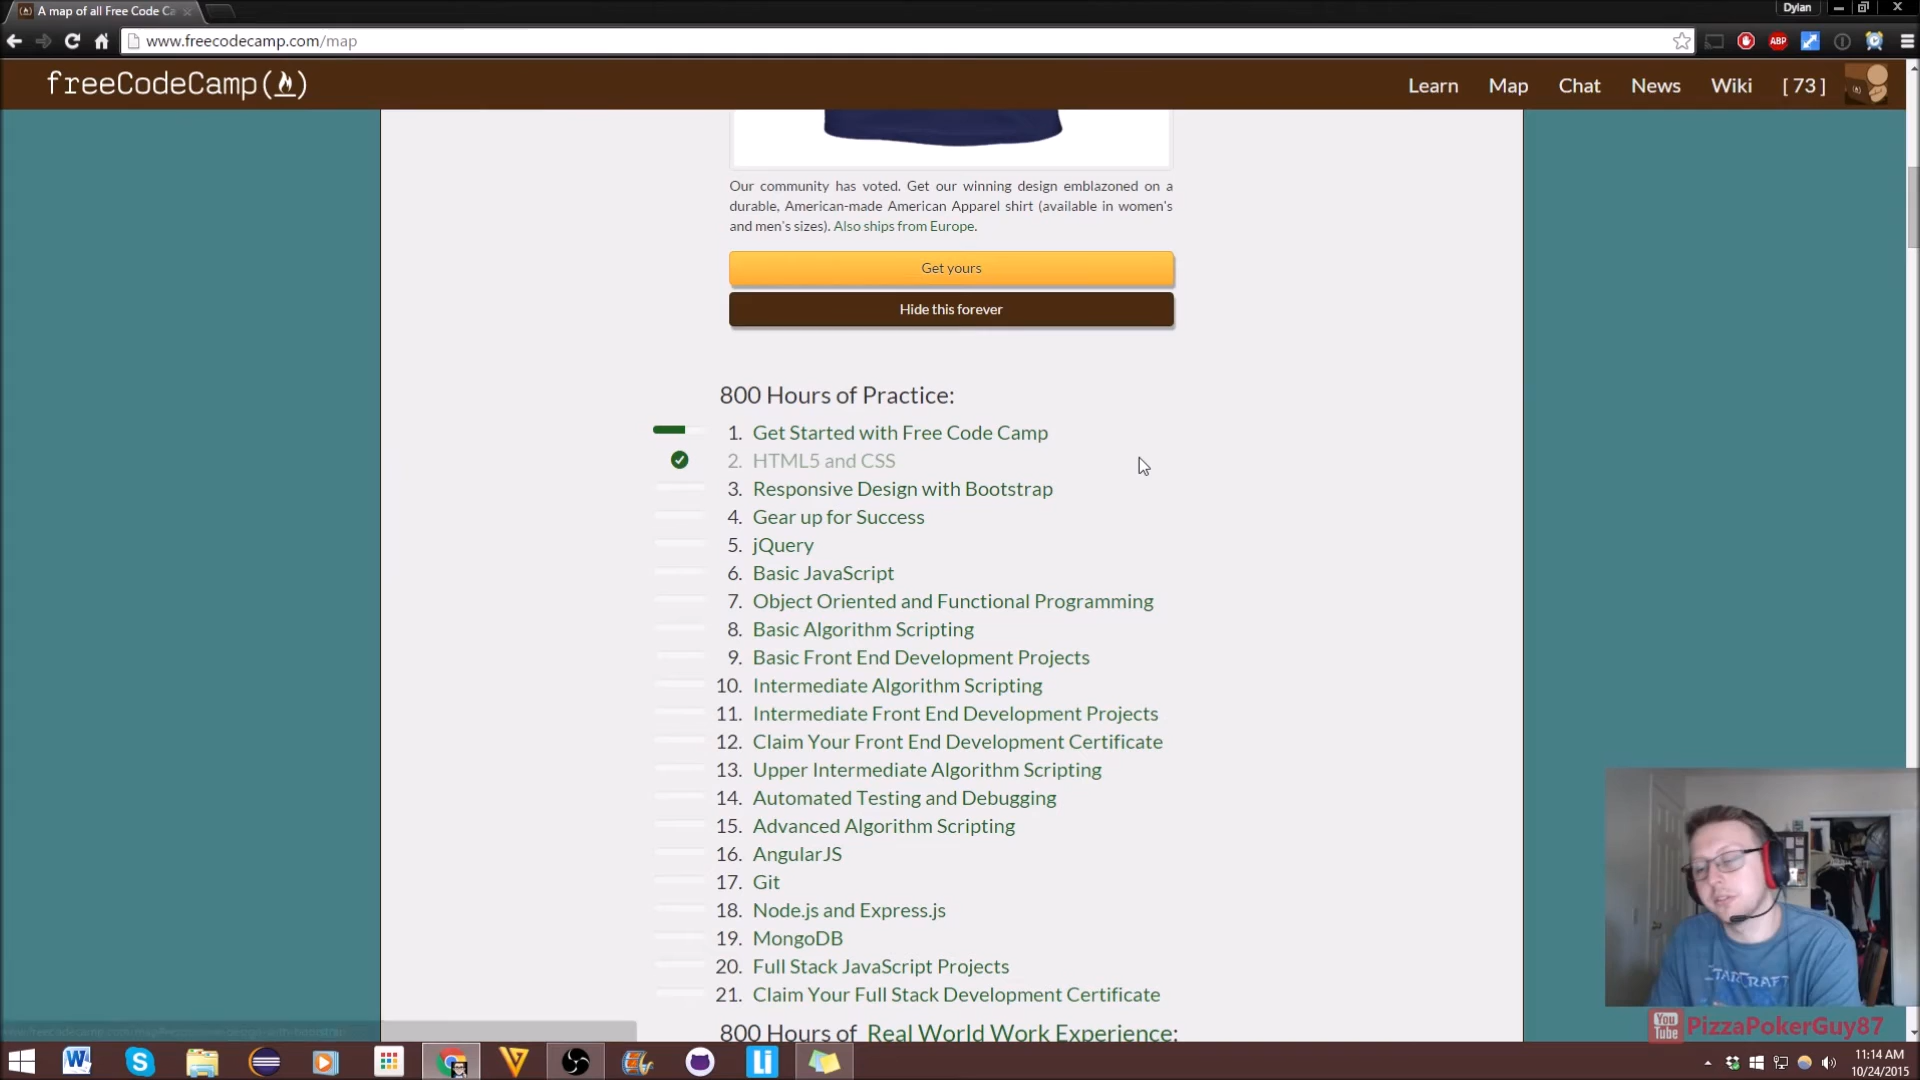 A map of all Free Code Ca
Dylan
www.freecodecamp.com/map
ABP
freeCodeCamp
Learn
Map
Chat
News
Wiki
[ 73 ]
Our community has voted. Get our winning design emblazoned on a
durable, American-made American Apparel shirt (available in women's
and men's sizes). Also ships from Europe.
Get yours
Hide this forever
800 Hours of Practice:
1. Get Started with Free Code Camp
2. HTML5 and CSS
3. Responsive Design with Bootstrap
4. Gear up for Success
5. jQuery
6. Basic JavaScript
7. Object Oriented and Functional Programming
8. Basic Algorithm Scripting
9. Basic Front End Development Projects
10. Intermediate Algorithm Scripting
11. Intermediate Front End Development Projects
12. Claim Your Front End Development Certificate
13. Upper Intermediate Algorithm Scripting
14. Automated Testing and Debugging
15. Advanced Algorithm Scripting
16. AngularJS
17. Git
18. Node.js and Express.js
19. MongoDB
20. Full Stack JavaScript Projects
21. Claim Your Full Stack Development Certificate
800 Hours of Real World Work Experience:
STARCRAFT
You Tube PizzaPokerGuy87
Li
11:14 AM
10/24/2015